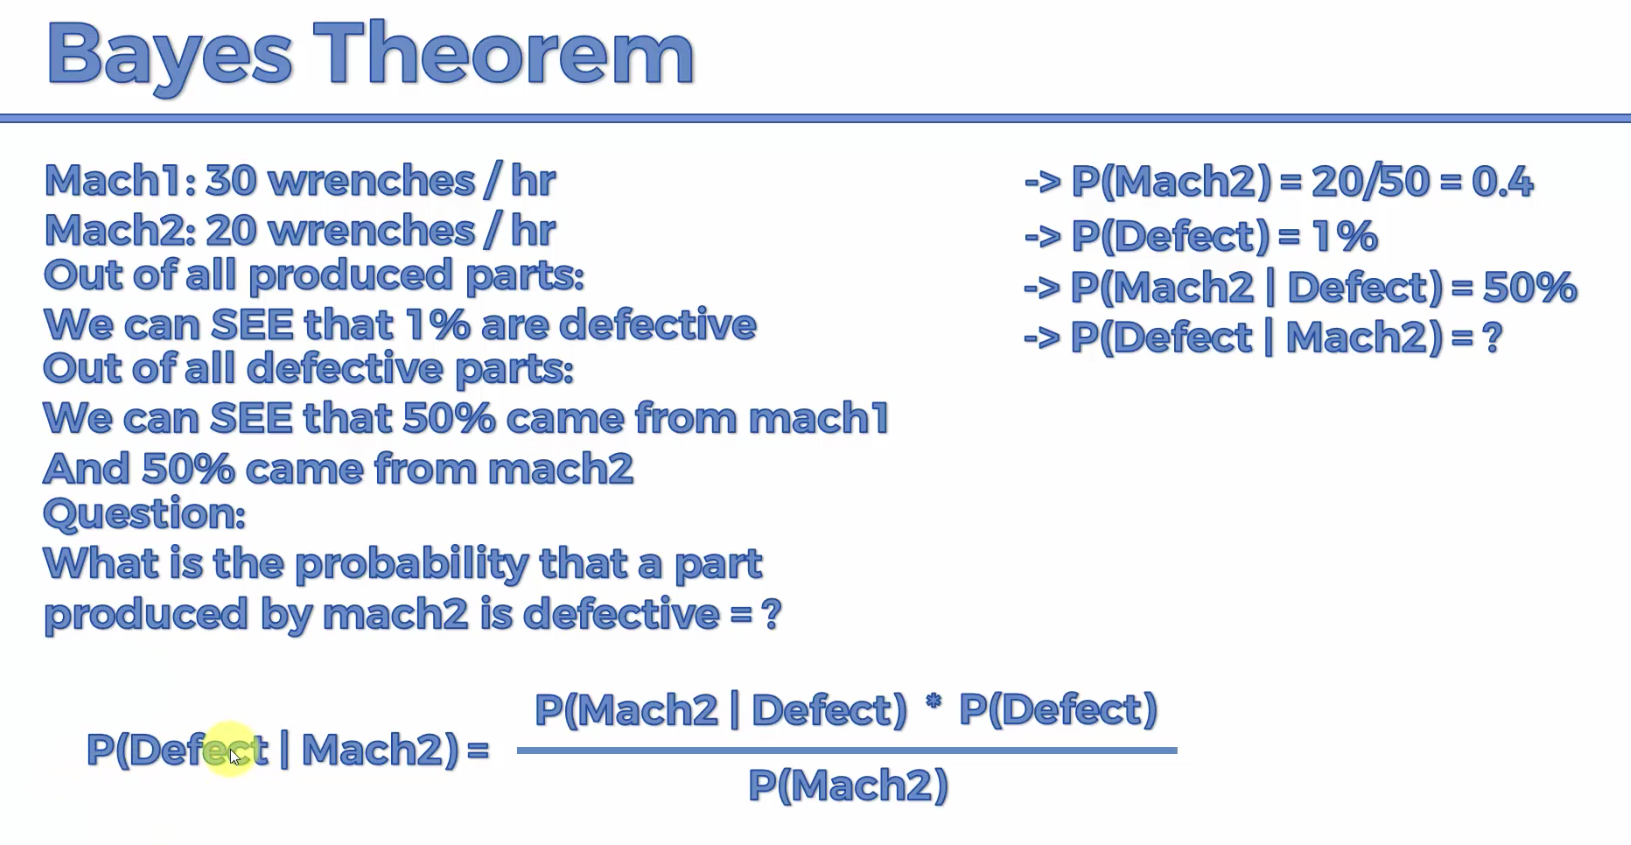 Bayes Theorem
Mach1: 30 wrenches / hr
Mach2: 20 wrenches / hr
Out of all produced parts:
We can SEE that 1% are defective
Out of all defective parts:
We can SEE that 50% came from mach1
And 50% came from mach2
Question:
What is the probability that a part
produced by mach2 is defective = ?
-> P(Mach2) = 20/50 = 0.4
-> P(Defect) = 1%
-> P(Mach2 | Defect) = 50%
-> P(Defect | Mach2) = ?
P(Mach2 | Defect) * P(Defect)
P(Defect | Mach2) =
P(Mach2)